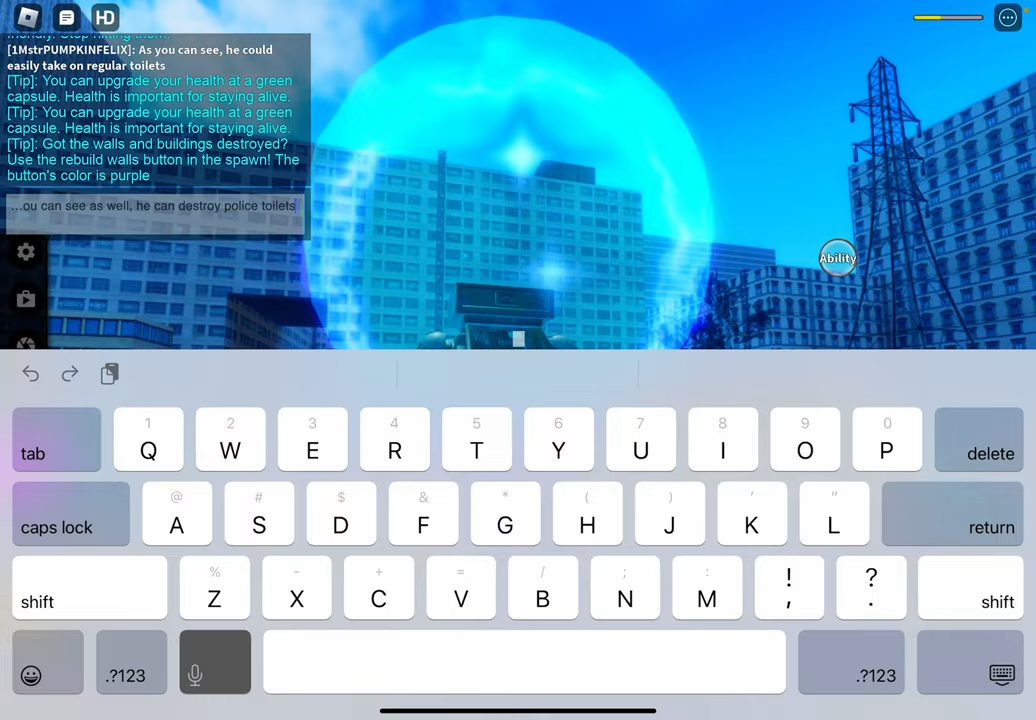 HD
friendly. Stop hitting them!
[1MstrPUMPKINFELIX]: As you can see, he could
easily take on regular toilets
[Tip]: You can upgrade your health at a green
capsule. Health is important for staying alive.
[Tip]: You can upgrade your health at a green
capsule. Health is important for staying alive.
[Tip]: Got the walls and buildings destroyed?
Use the rebuild walls button in the spawn! The
button's color is purple
...ou can see as well, he can destroy police toilets
Ability
1 2 3 4 5 6 7 8 9 0
tab Q W E R T Y U I O P delete
@ # $ & * ( ) ' "
caps lock A S D F G H J K L return
% - + = / ; : ! ?
shift Z X C V B N M , . shift
.?123 .?123